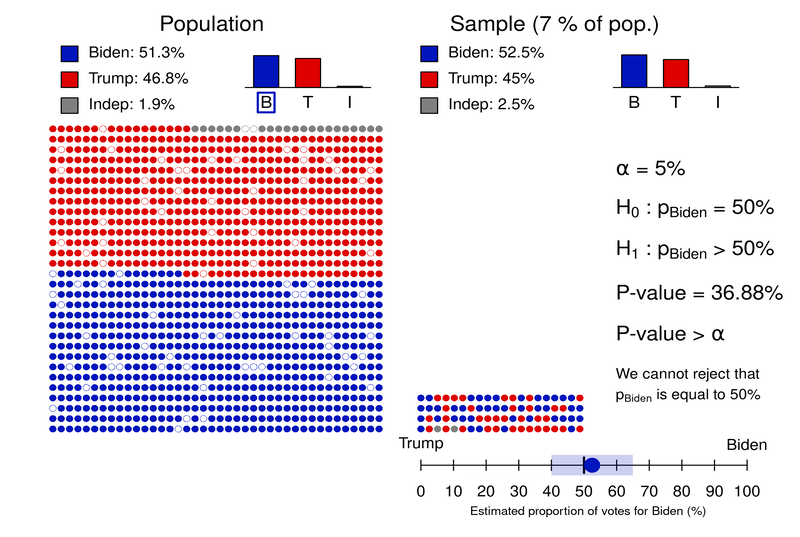 Population
Biden: 51.3%
Trump: 46.8%
Indep: 1.9%
B T I
Sample (7 % of pop.)
Biden: 52.5%
Trump: 45%
Indep: 2.5%
B T I
α = 5%
H0 : pBiden = 50%
H1 : pBiden > 50%
P-value = 36.88%
P-value > α
We cannot reject that
pBiden is equal to 50%
Trump Biden
0 10 20 30 40 50 60 70 80 90 100
Estimated proportion of votes for Biden (%)